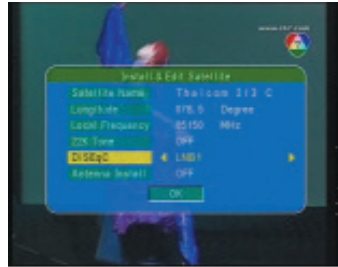 Install & Edit Satellite
Satellite Name Thaicom 2/3 C
Longitude 078.5 Degree
Local Frequency 05150 MHz
22K Tone OFF
DiSEqC LNB1
Antenna Install OFF
OK